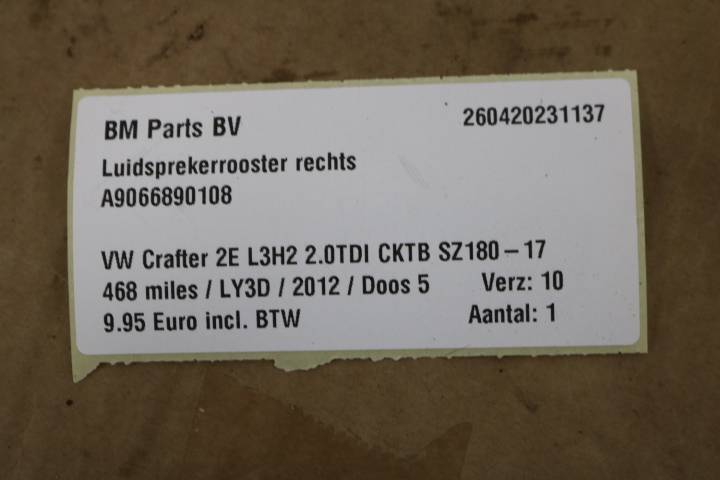 BM Parts BV 260420231137
Luidsprekerrooster rechts
A9066890108
VW Crafter 2E L3H2 2.0TDI CKTB SZ180 – 17
468 miles / LY3D / 2012 / Doos 5 Verz: 10
9.95 Euro incl. BTW Aantal: 1